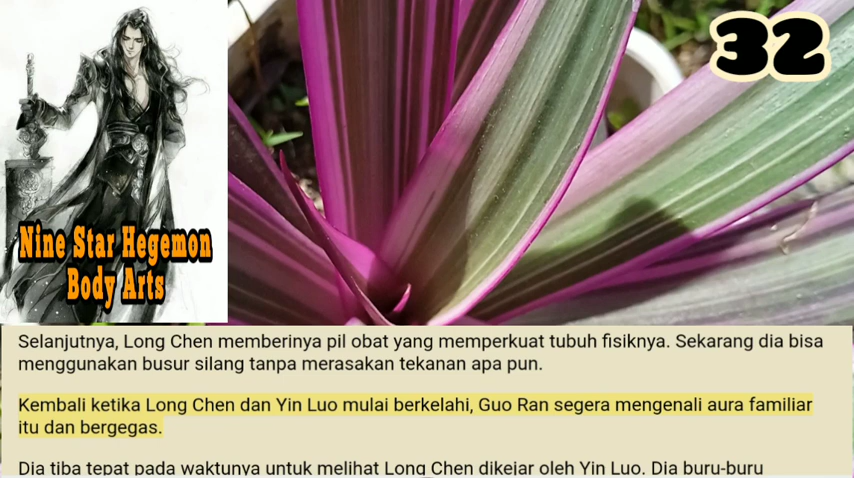 32
Nine Star Hegemon
Body Arts
Selanjutnya, Long Chen memberinya pil obat yang memperkuat tubuh fisiknya. Sekarang dia bisa
menggunakan busur silang tanpa merasakan tekanan apa pun.
Kembali ketika Long Chen dan Yin Luo mulai berkelahi, Guo Ran segera mengenali aura familiar
itu dan bergegas.
Dia tiba tepat pada waktunya untuk melihat Long Chen dikejar oleh Yin Luo. Dia buru-buru